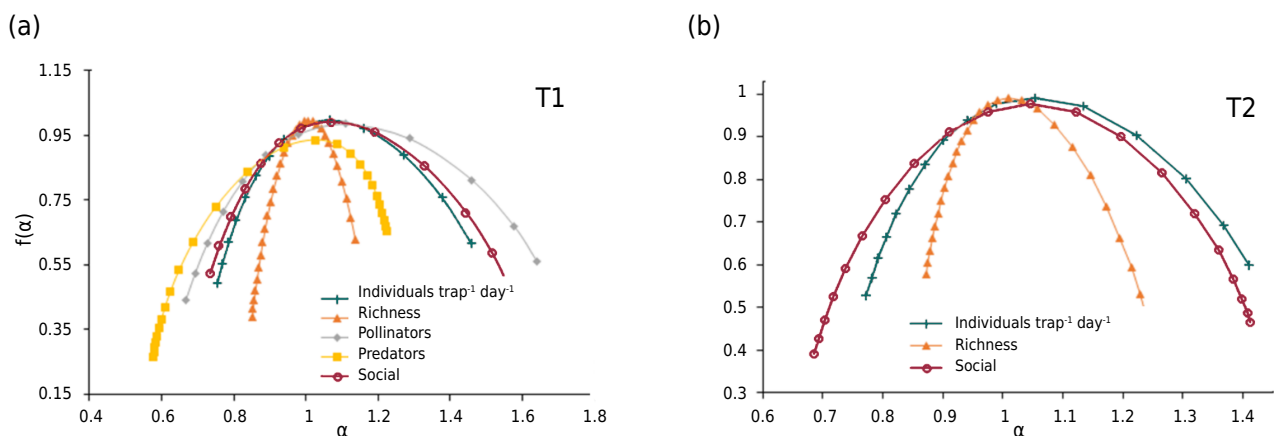 (a)
T1
f(α)
1.15
0.95
0.75
0.55
0.35
0.15
0.4 0.6 0.8 1 1.2 1.4 1.6 1.8
α
Individuals trap⁻¹ day⁻¹
Richness
Pollinators
Predators
Social
(b)
T2
1
0.9
0.8
0.7
0.6
0.5
0.4
0.3
0.6 0.7 0.8 0.9 1 1.1 1.2 1.3 1.4
α
Individuals trap⁻¹ day⁻¹
Richness
Social